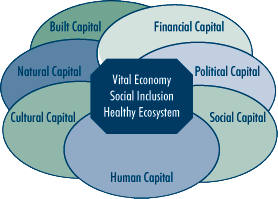 Built Capital
Financial Capital
Natural Capital
Political Capital
Vital Economy
Social Inclusion
Healthy Ecosystem
Cultural Capital
Social Capital
Human Capital